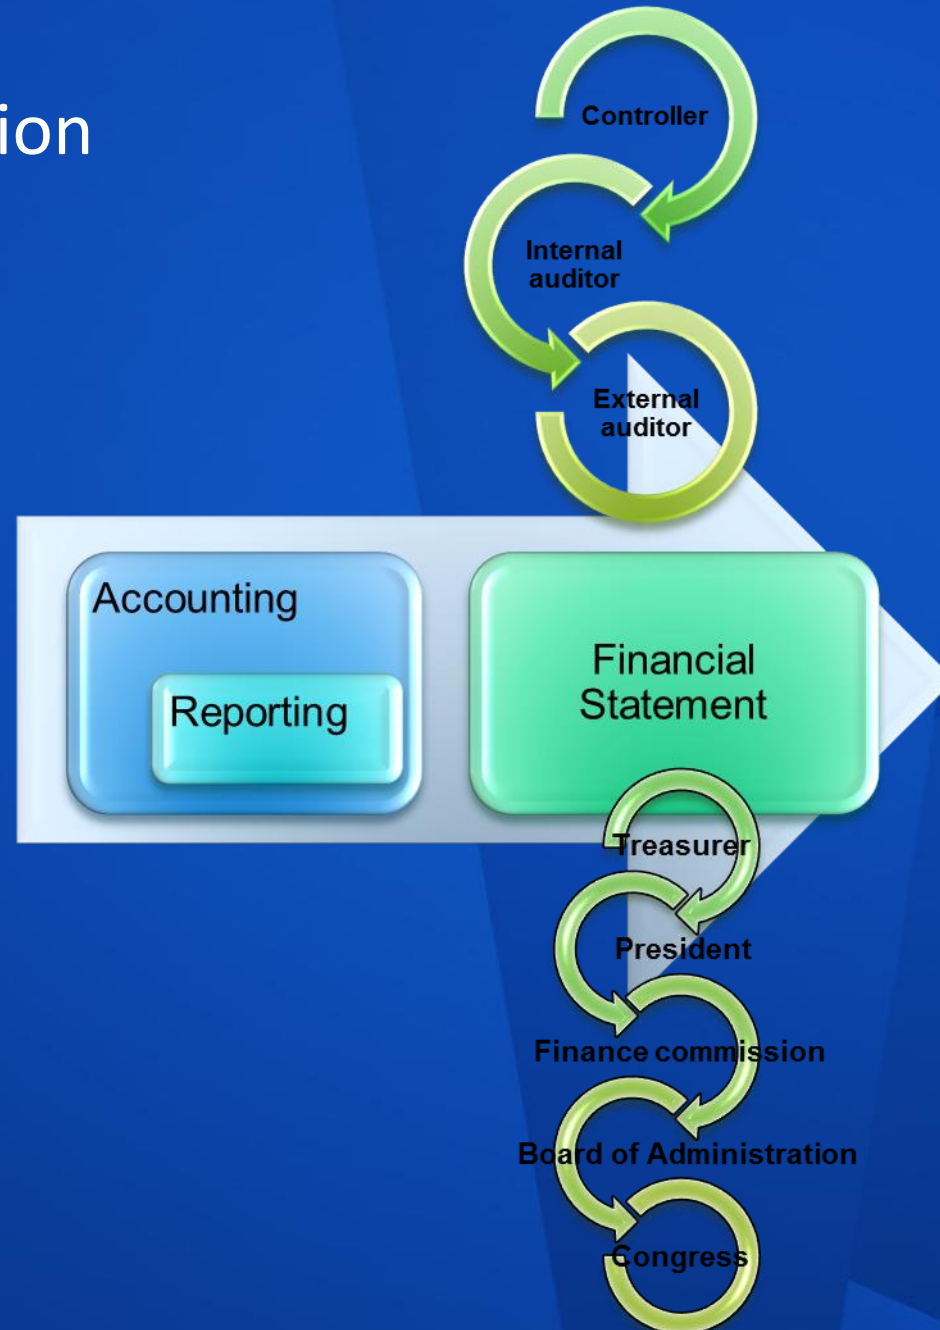 ion
Controller
Internal
auditor
External
auditor
Accounting
Reporting
Financial
Statement
Treasurer
President
Finance commission
Board of Administration
Congress